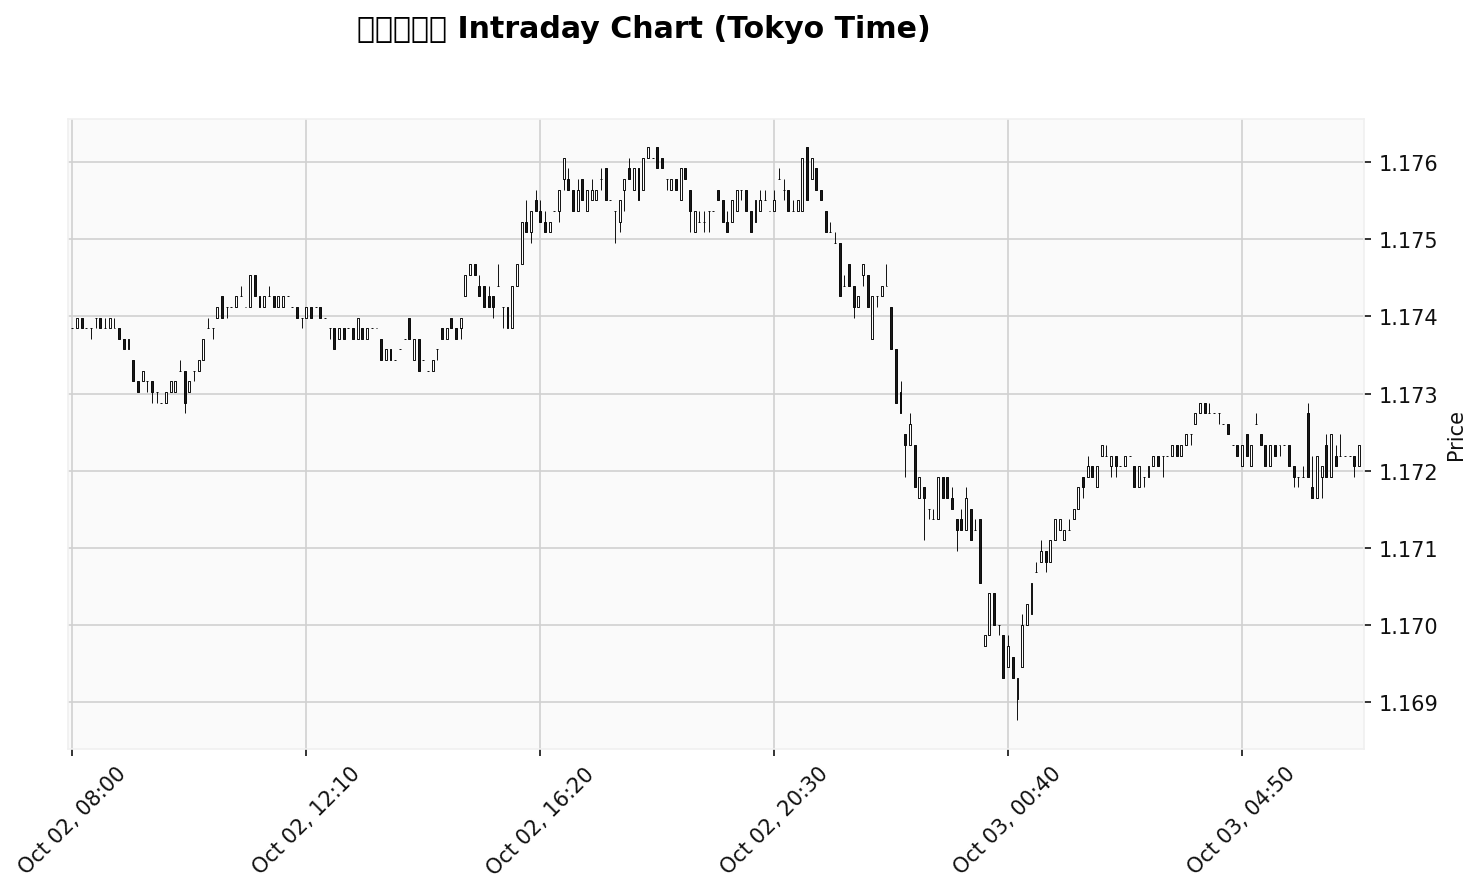 Intraday Chart (Tokyo Time)
1.176
1.175
1.174
1.173
1.172
1.171
1.170
1.169
Price
Oct 02, 08:00
Oct 02, 12:10
Oct 02, 16:20
Oct 02, 20:30
Oct 03, 00:40
Oct 03, 04:50